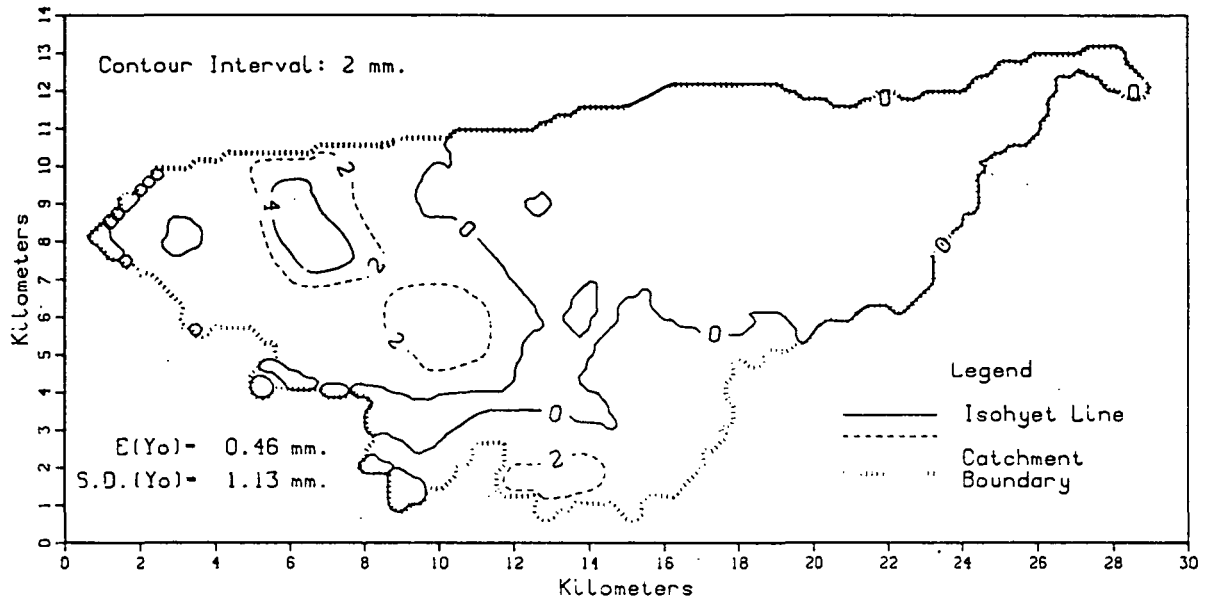 Contour Interval: 2 mm.
14
13
12
11
10
9
8
7
6
5
4
3
2
1
0
Kilometers
0
0
2
4
0
0
2
2
0
0
2
Legend
Isohyet Line
Catchment
Boundary
E(Yo)= 0.46 mm.
S.D.(Yo)= 1.13 mm.
0 2 4 6 8 10 12 14 16 18 20 22 24 26 28 30
Kilometers